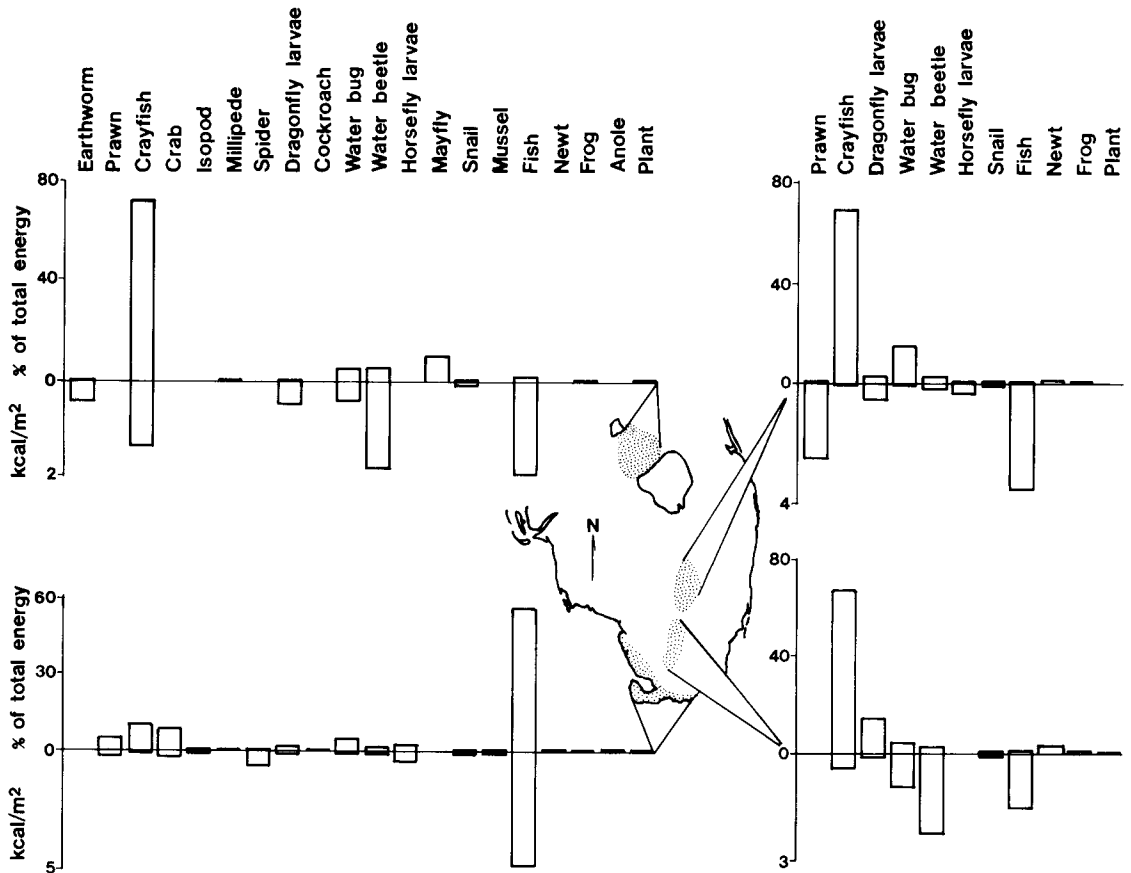 Earthworm
Prawn
Crayfish
Crab
Isopod
Millipede
Spider
Dragonfly larvae
Cockroach
Water bug
Water beetle
Horsefly larvae
Mayfly
Snail
Mussel
Fish
Newt
Frog
Anole
Plant
80
40
0
2
% of total energy
kcal/m²
Prawn
Crayfish
Dragonfly larvae
Water bug
Water beetle
Horsefly larvae
Snail
Fish
Newt
Frog
Plant
80
40
0
4
N
60
30
0
5
% of total energy
kcal/m²
80
40
0
3